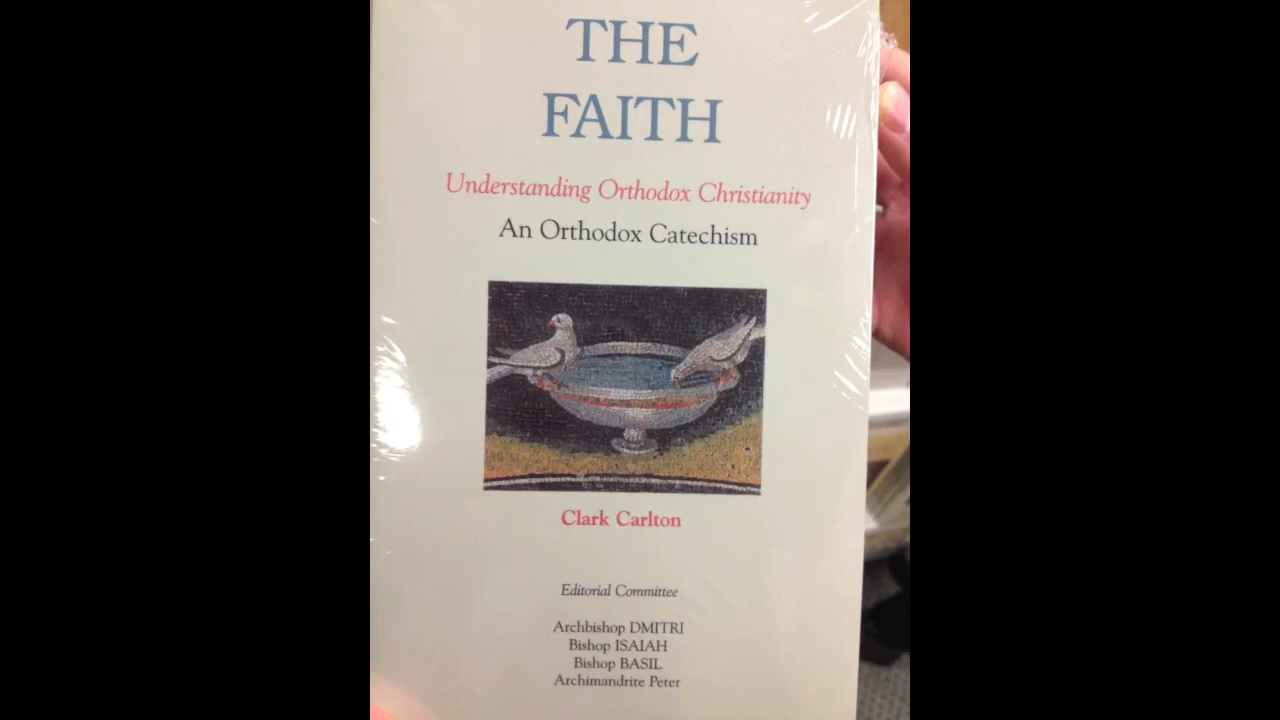 THE
FAITH
Understanding Orthodox Christianity
An Orthodox Catechism
Clark Carlton
Editorial Committee
Archbishop DMITRI
Bishop ISAIAH
Bishop BASIL
Archimandrite Peter